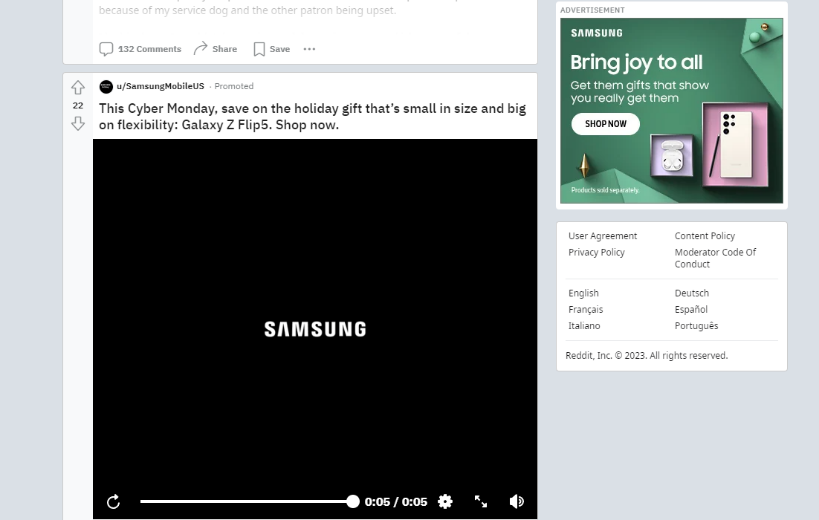 because of my service dog and the other patron being upset.
132 Comments
Share
Save
u/SamsungMobileUS · Promoted
22
This Cyber Monday, save on the holiday gift that's small in size and big
on flexibility: Galaxy Z Flip5. Shop now.
SAMSUNG
0:05 / 0:05
ADVERTISEMENT
SAMSUNG
Bring joy to all
Get them gifts that show
you really get them
SHOP NOW
Products sold separately.
User Agreement
Content Policy
Privacy Policy
Moderator Code Of
Conduct
English
Deutsch
Français
Español
Italiano
Português
Reddit, Inc. © 2023. All rights reserved.